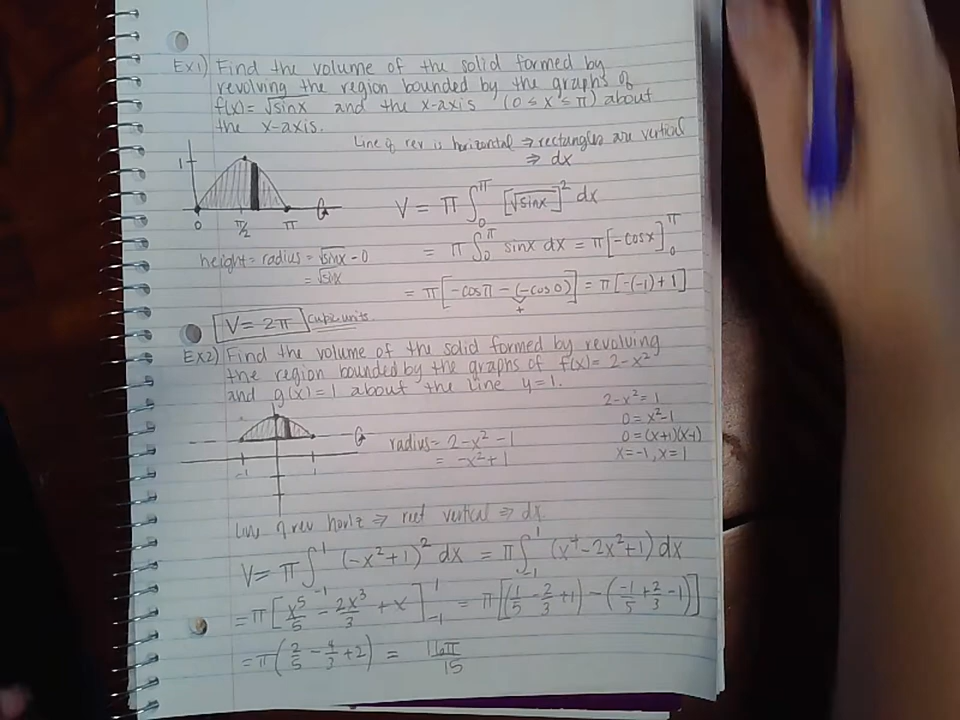 Ex1) Find the volume of the solid formed by
revolving the region bounded by the graphs of
f(x) = √sinx and the x-axis (0 ≤ x ≤ π) about
the x-axis.
Line of rev is horizontal ⇒ rectangles are vertical
⇒ dx
1
0 π/2 π
V = π ∫₀^π [√sinx]² dx
height = radius = √sinx - 0
= √sinx
= π ∫₀^π sinx dx = π[-cosx]₀^π
= π[-cosπ - (-cos0)] = π[-(-1)+1]
+
V = 2π cubic units.
Ex2) Find the volume of the solid formed by revolving
the region bounded by the graphs of f(x) = 2-x²
and g(x) = 1 about the line y = 1.
2-x² = 1
0 = x²-1
0 = (x+1)(x-1)
x = -1, x = 1
radius = 2-x² - 1
= -x²+1
-1 1
Line of rev horiz ⇒ rect vertical ⇒ dx
V = π ∫₋₁¹ (-x²+1)² dx = π ∫₋₁¹ (x⁴-2x²+1) dx
= π[x⁵/5 - 2x³/3 + x]₋₁¹ = π[(1/5 - 2/3 + 1) - (-1/5 + 2/3 - 1)]
= π(2/5 - 4/3 + 2) = 16π/15